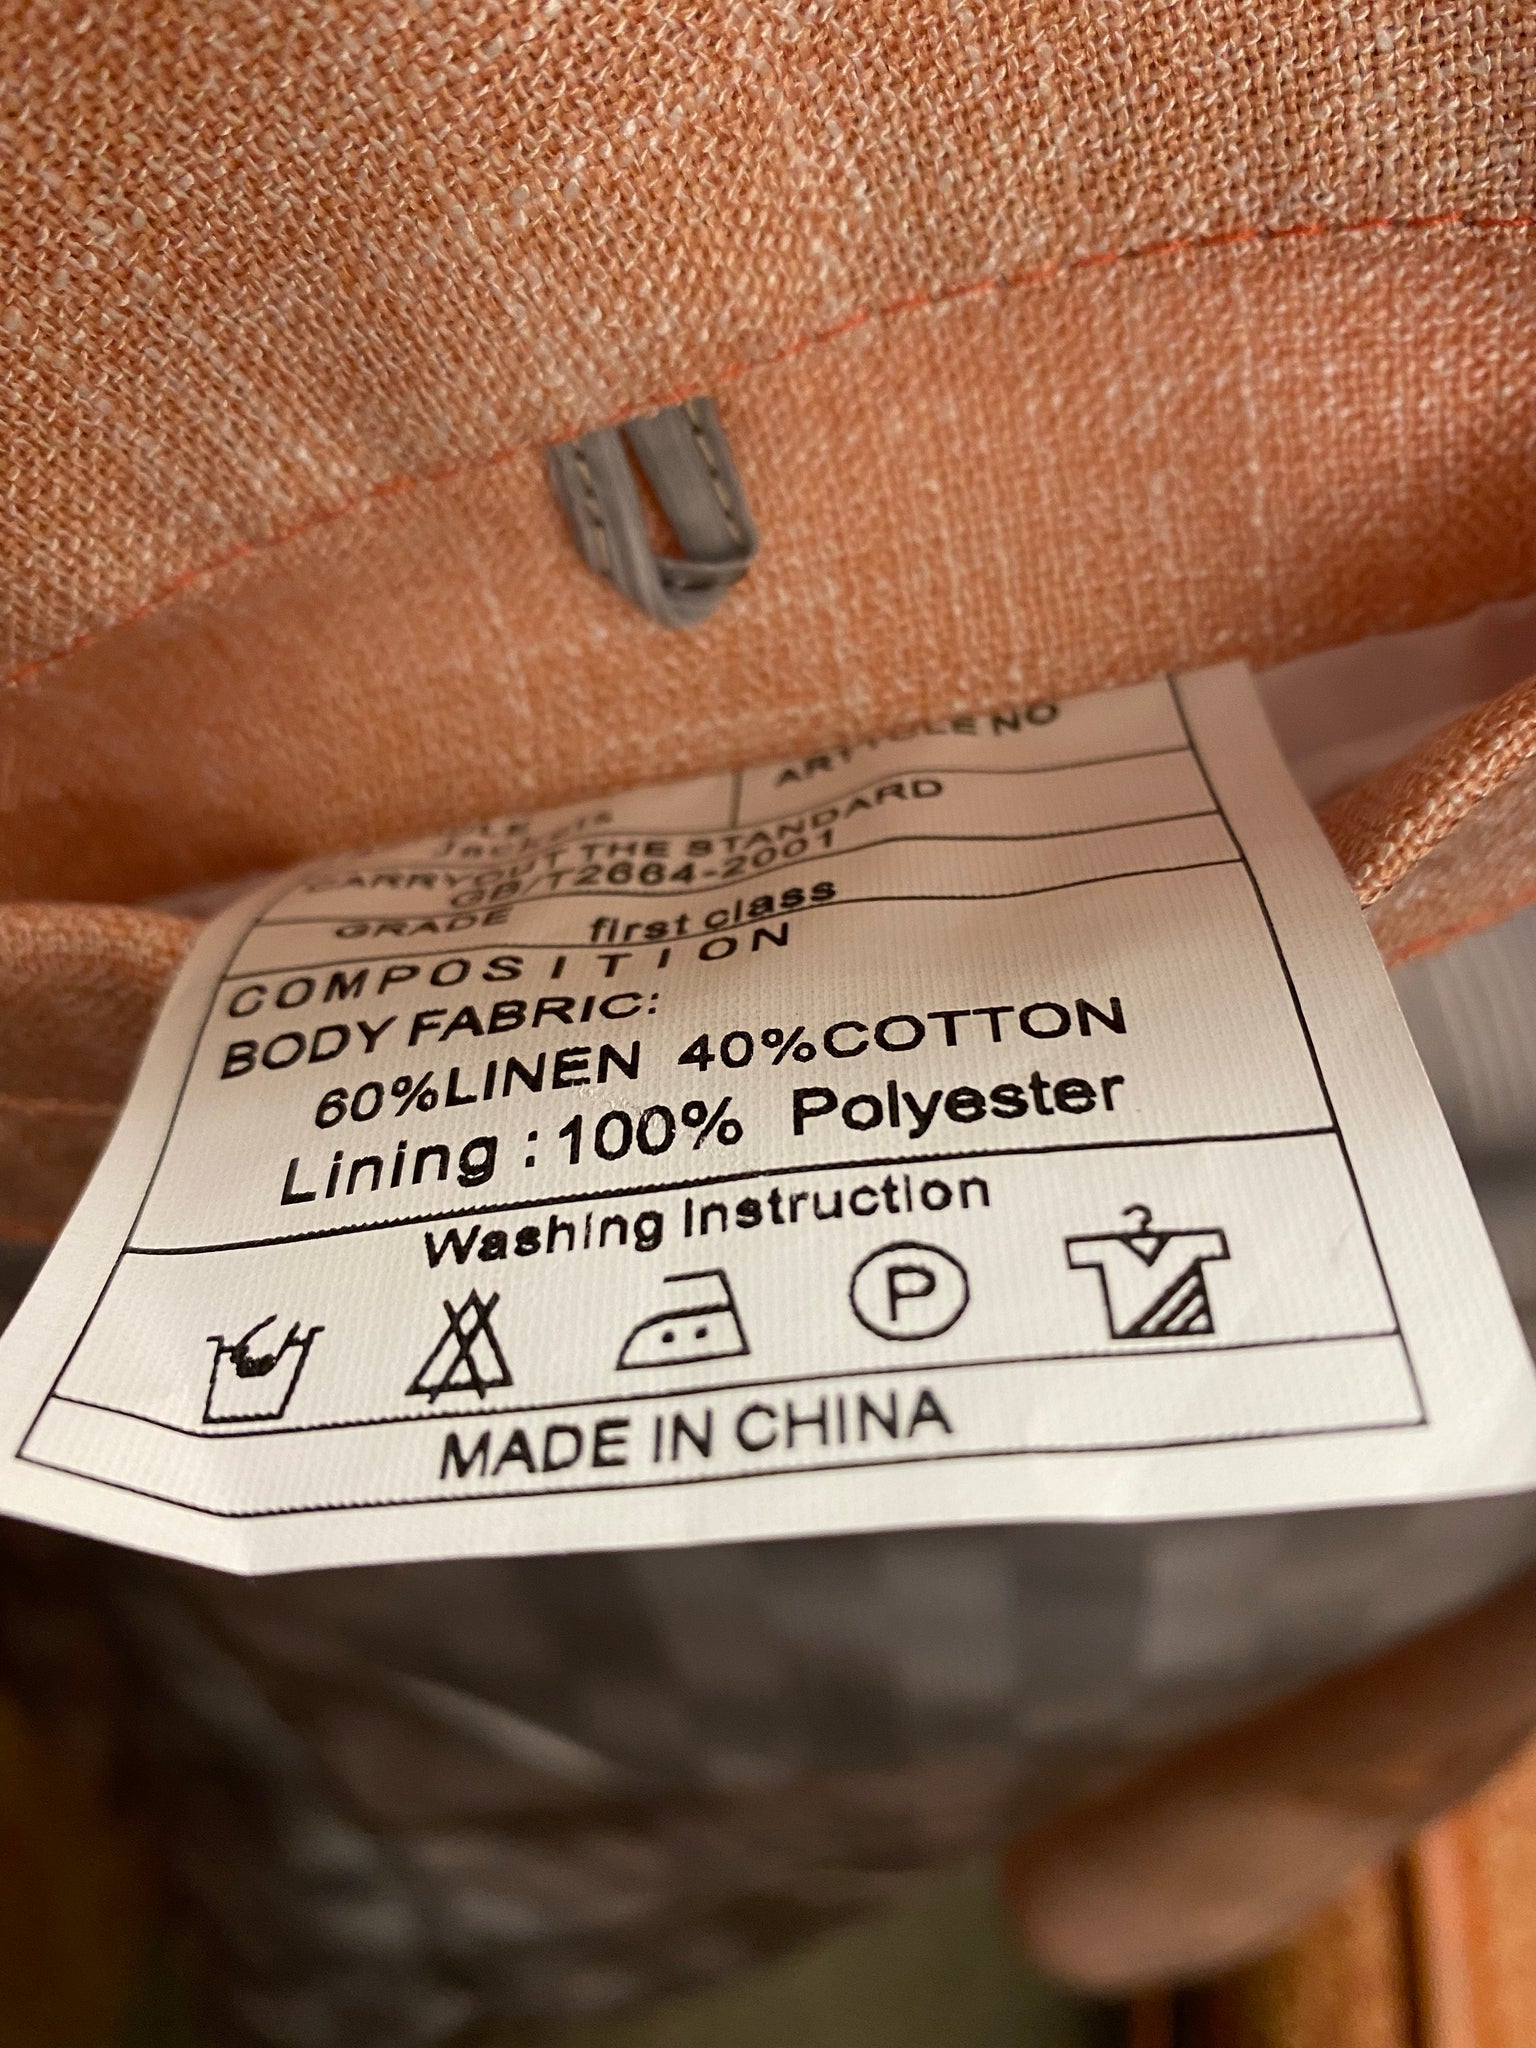 ARTICLE NO
Jackets
CARRYOUT THE STANDARD
GB/T2664-2001
GRADE first class
COMPOSITION
BODY FABRIC:
60%LINEN 40%COTTON
Lining : 100% Polyester
Washing Instruction
P
MADE IN CHINA